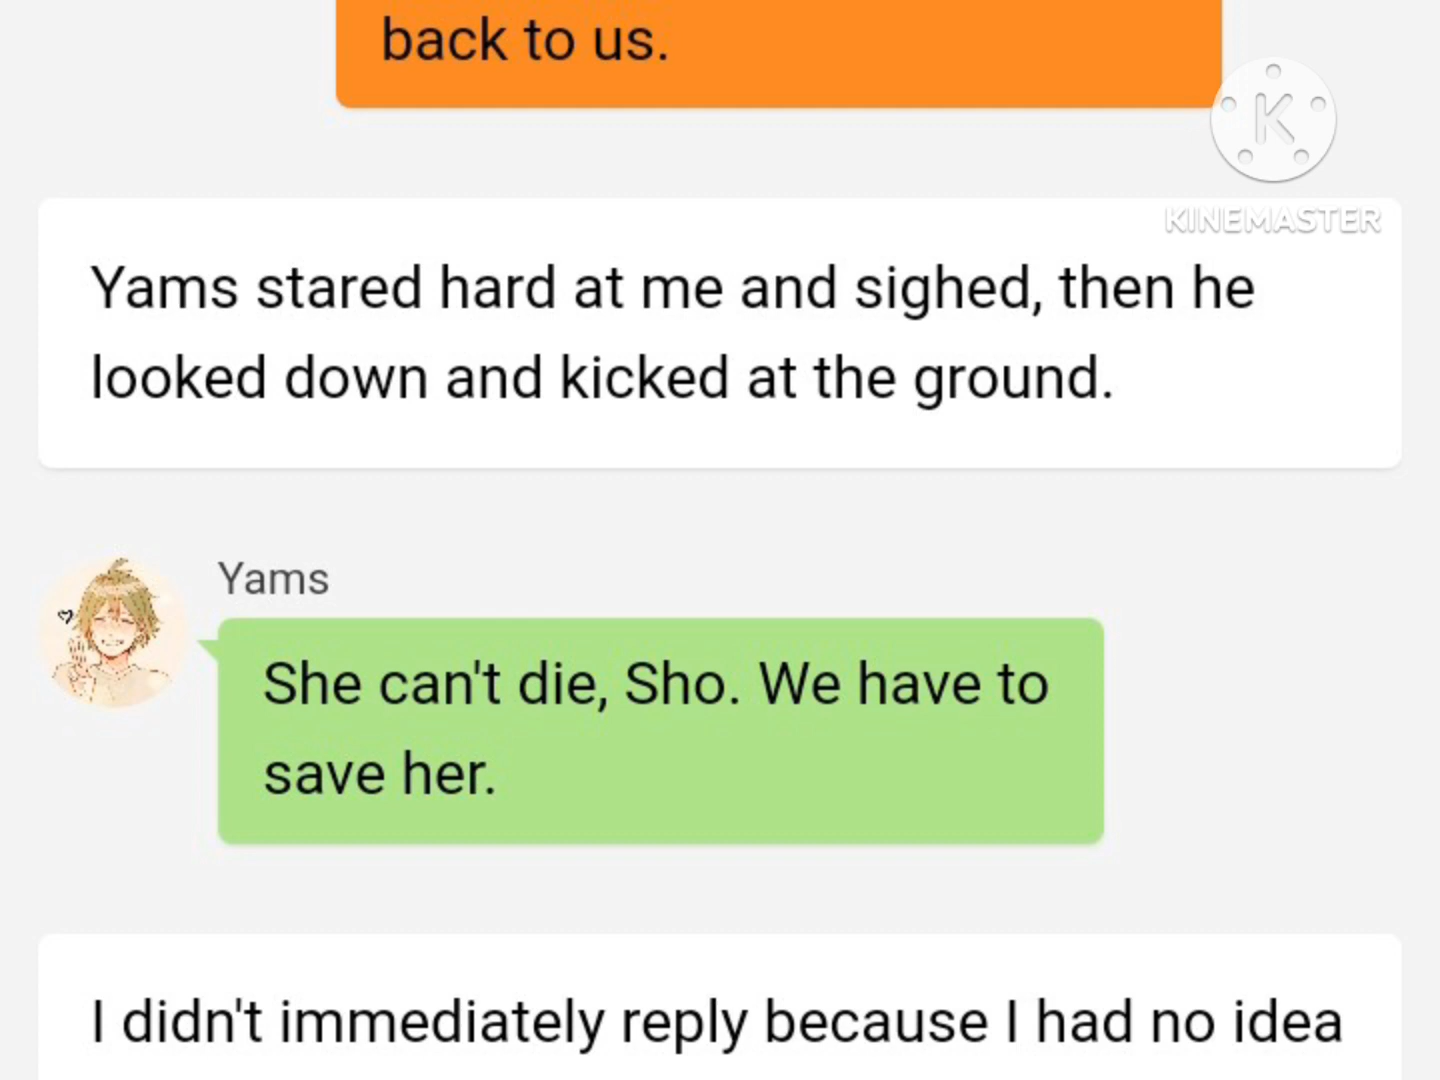 back to us.
K
KINEMASTER
Yams stared hard at me and sighed, then he
looked down and kicked at the ground.
Yams
She can't die, Sho. We have to
save her.
I didn't immediately reply because I had no idea